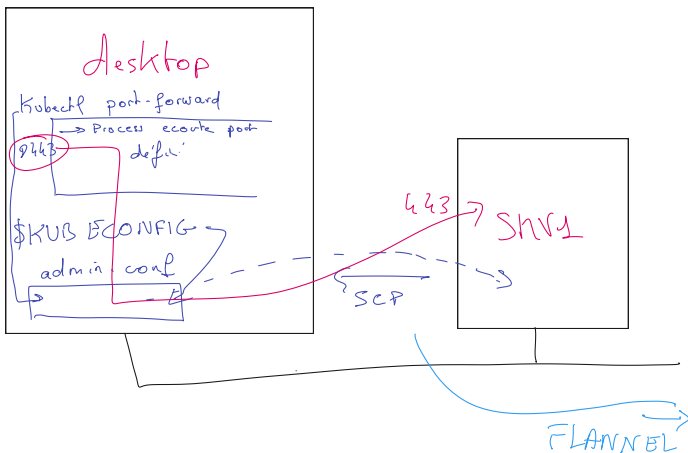 desktop
Kubectl port-forward
→ Process ecoute port
défini
8443
$KUBECONFIG
admin.conf
443
SRV1
SCP
FLANNEL